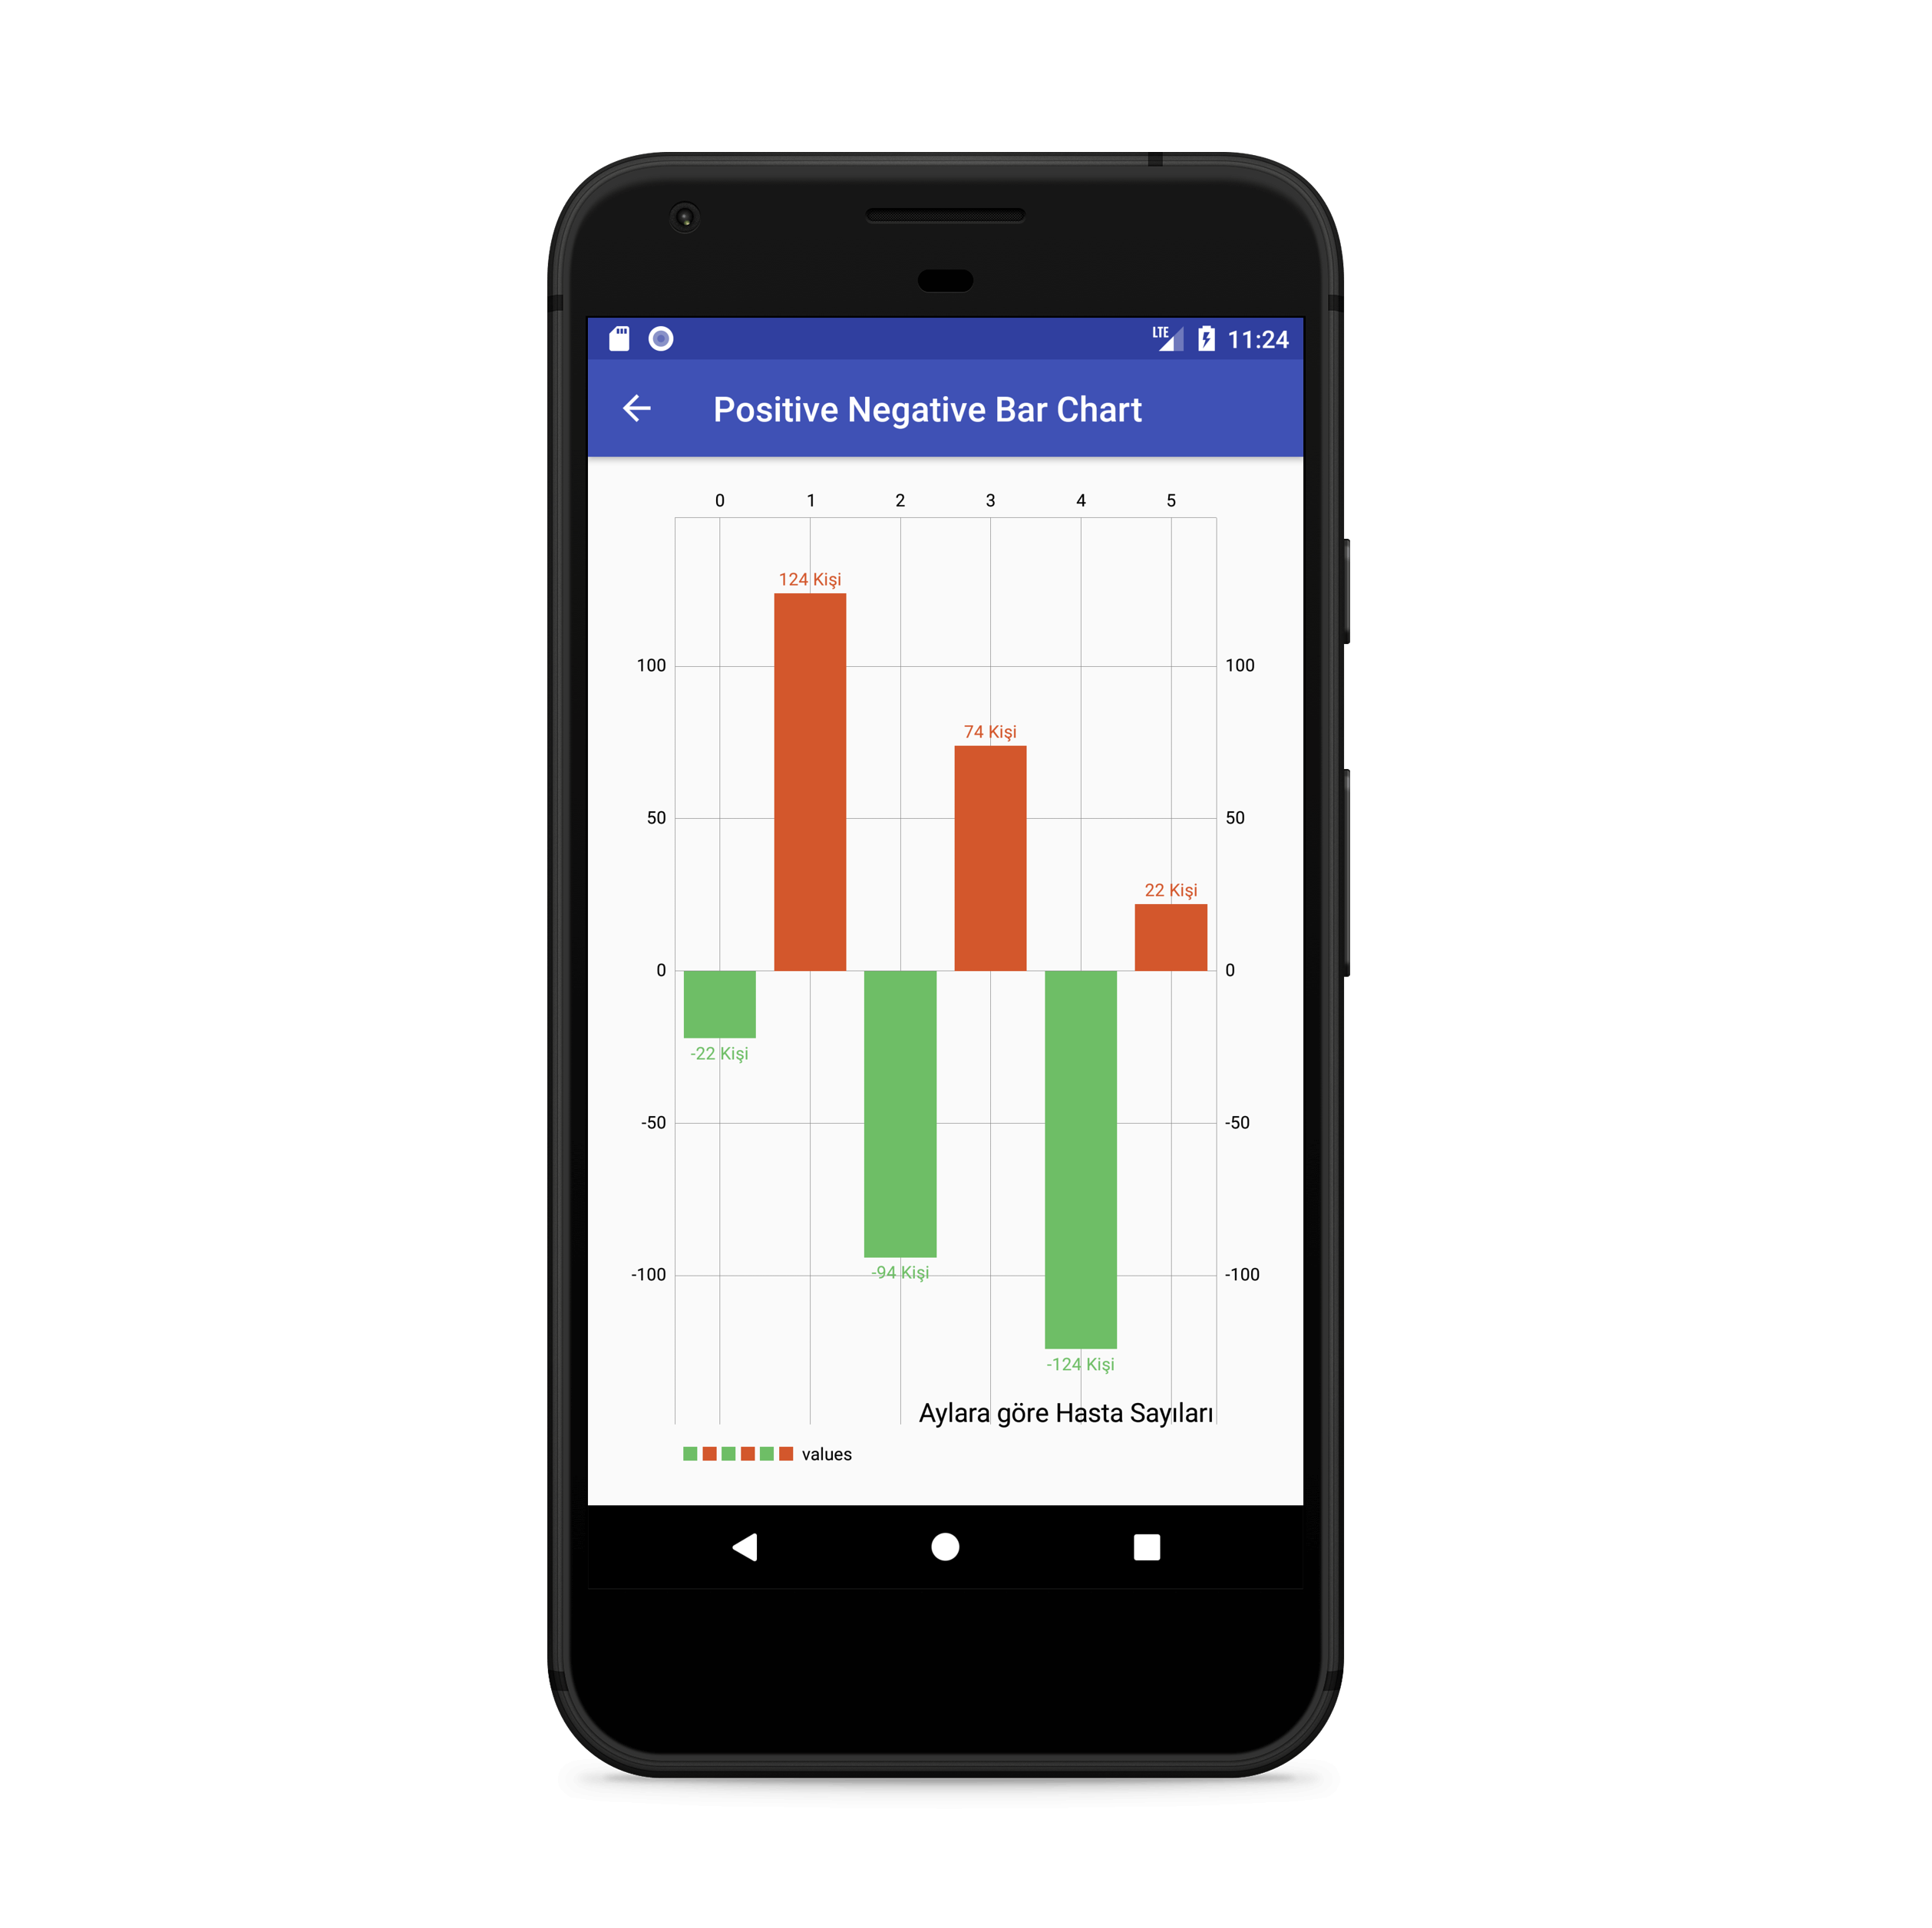 LTE 11:24
Positive Negative Bar Chart
0 1 2 3 4 5
124 Kişi
100 100
74 Kişi
50 50
22 Kişi
0 0
-22 Kişi
-50 -50
-94 Kişi
-100 -100
-124 Kişi
Aylara göre Hasta Sayıları
values